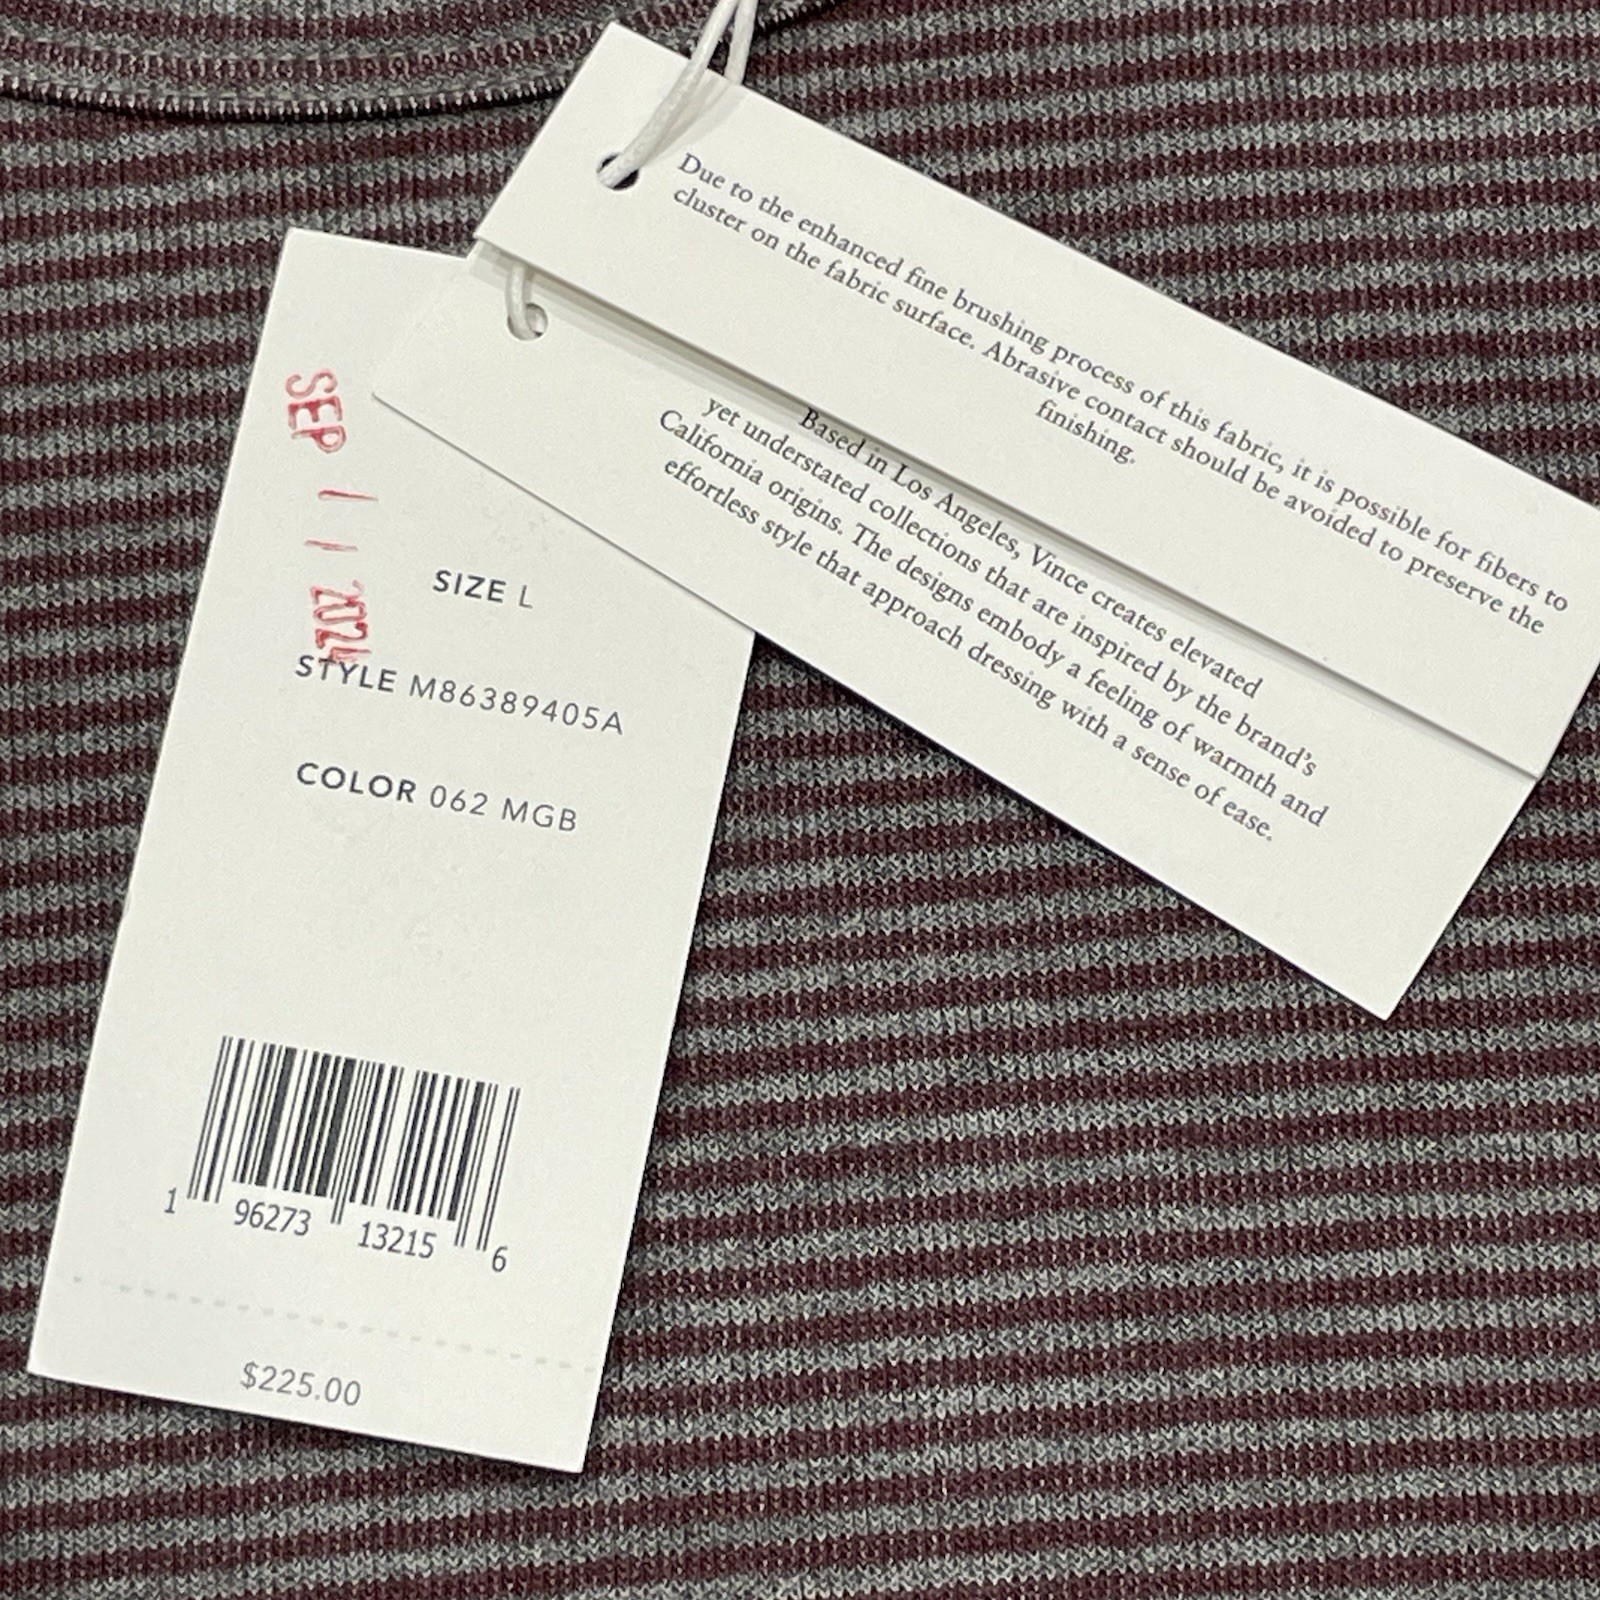 Due to the enhanced fine brushing process of this fabric, it is possible for fibers to
cluster on the fabric surface. Abrasive contact should be avoided to preserve the
finishing.
Based in Los Angeles, Vince creates elevated
yet understated collections that are inspired by the brand's
California origins. The designs embody a feeling of warmth and
effortless style that approach dressing with a sense of ease.
SEP 11 2024
SIZE L
STYLE M86389405A
COLOR 062 MGB
1 96273 13215 6
$225.00